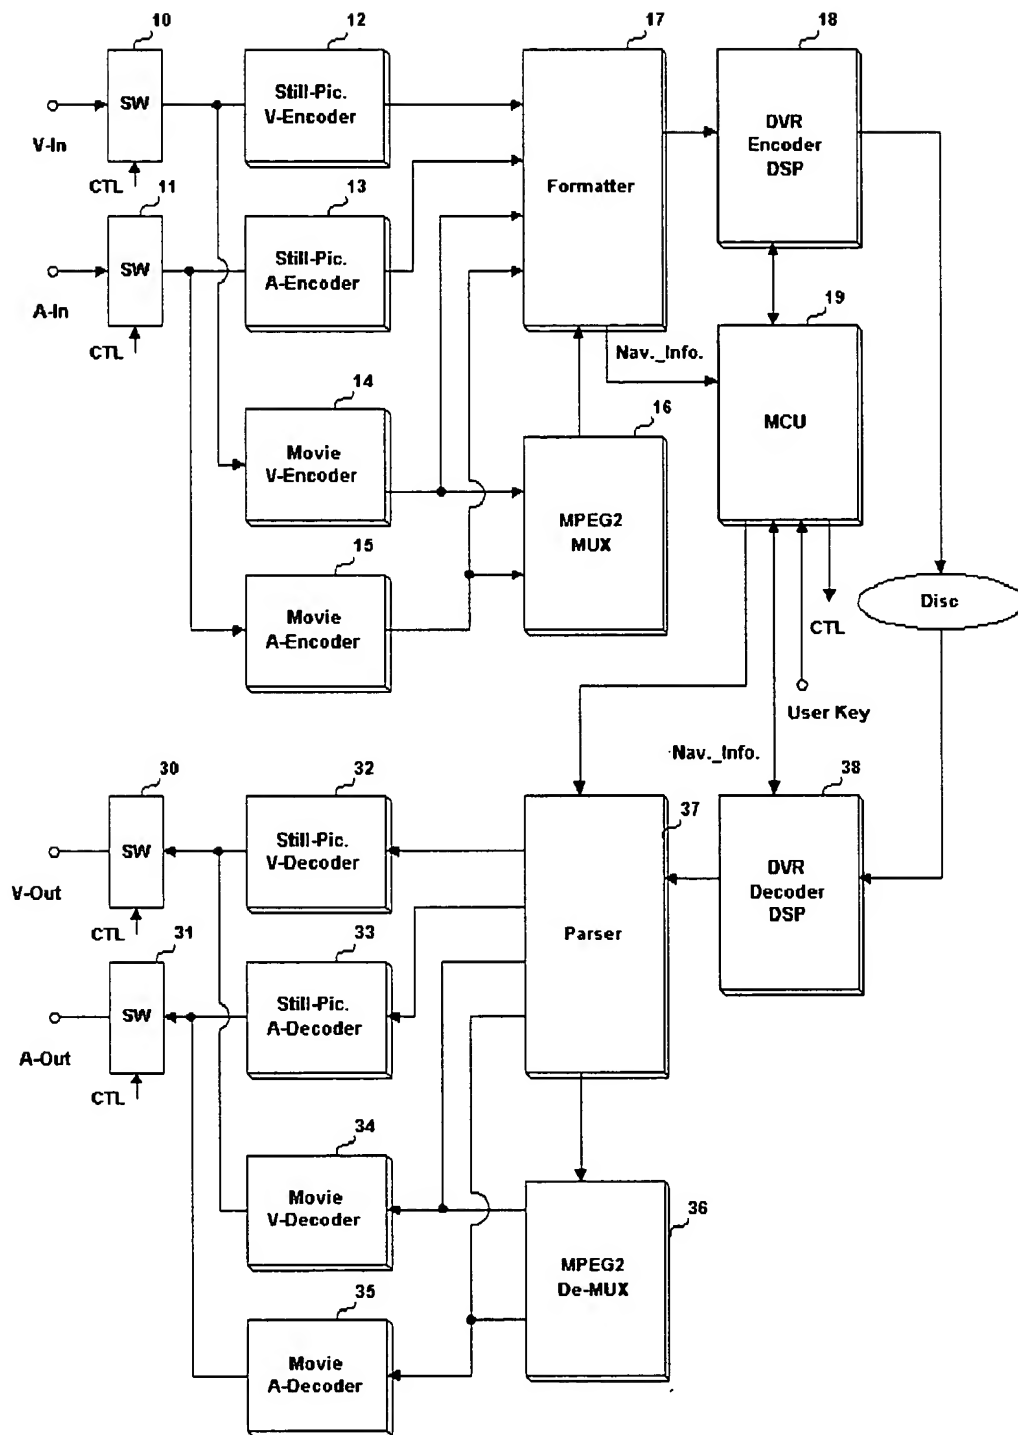 10
12
17
18
SW
Still-Pic.
V-Encoder
V-In
CTL
DVR
Encoder
DSP
Formatter
11
13
SW
Still-Pic.
A-Encoder
A-In
CTL
19
Nav._Info.
MCU
14
16
Movie
V-Encoder
MPEG2
MUX
15
Movie
A-Encoder
Disc
CTL
User Key
Nav._Info.
30
32
37
38
SW
Still-Pic.
V-Decoder
V-Out
CTL
DVR
Decoder
DSP
Parser
31
33
SW
Still-Pic.
A-Decoder
A-Out
CTL
34
Movie
V-Decoder
36
MPEG2
De-MUX
35
Movie
A-Decoder